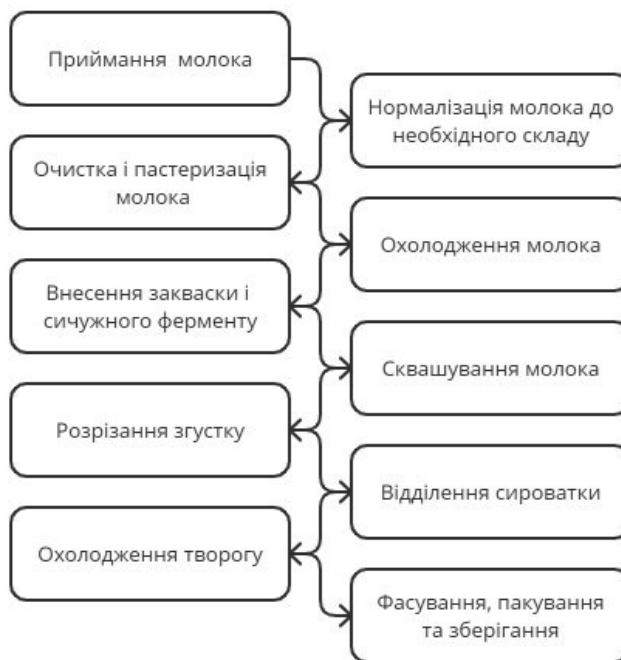 Приймання молока
Нормалізація молока до
необхідного складу
Очистка і пастеризація
молока
Охолодження молока
Внесення закваски і
сичужного ферменту
Сквашування молока
Розрізання згустку
Відділення сироватки
Охолодження творогу
Фасування, пакування
та зберігання